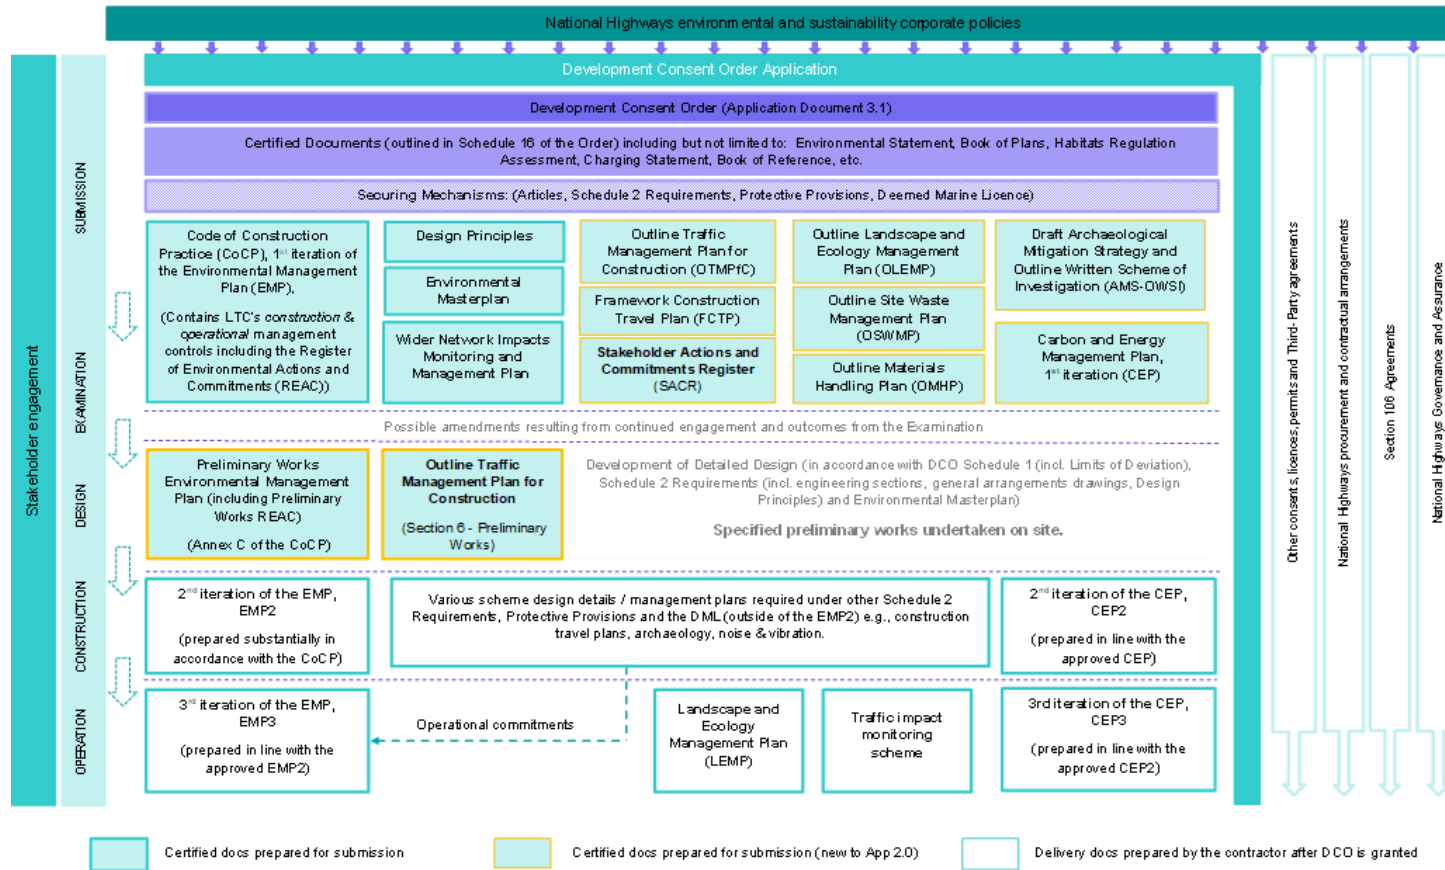 National Highways environmental and sustainability corporate policies
Development Consent Order Application
Development Consent Order (Application Document 3.1)
Certified Documents (outlined in Schedule 16 of the Order) including but not limited to: Environmental Statement, Book of Plans, Habitats Regulation
Assessment, Charging Statement, Book of Reference, etc.
Securing Mechanisms: (Articles, Schedule 2 Requirements, Protective Provisions, Deemed Marine Licence)
Stakeholder engagement
SUBMISSION
EXAMINATION
DESIGN
CONSTRUCTION
OPERATION
Code of Construction
Practice (CoCP), 1st iteration of
the Environmental Management
Plan (EMP),
(Contains LTC's construction &
operational management
controls including the Register
of Environmental Actions and
Commitments (REAC))
Design Principles
Environmental
Masterplan
Wider Network Impacts
Monitoring and
Management Plan
Outline Traffic
Management Plan for
Construction (OTMPfC)
Framework Construction
Travel Plan (FCTP)
Stakeholder Actions and
Commitments Register
(SACR)
Outline Landscape and
Ecology Management
Plan (OLEMP)
Outline Site Waste
Management Plan
(OSWMP)
Outline Materials
Handling Plan (OMHP)
Draft Archaeological
Mitigation Strategy and
Outline Written Scheme of
Investigation (AMS-OWSI)
Carbon and Energy
Management Plan,
1st iteration (CEP)
Possible amendments resulting from continued engagement and outcomes from the Examination
Preliminary Works
Environmental Management
Plan (including Preliminary
Works REAC)
(Annex C of the CoCP)
Outline Traffic
Management Plan for
Construction
(Section 6 - Preliminary
Works)
Development of Detailed Design (in accordance with DCO Schedule 1 (incl. Limits of Deviation),
Schedule 2 Requirements (incl. engineering sections, general arrangements drawings, Design
Principles) and Environmental Masterplan)
Specified preliminary works undertaken on site.
2nd iteration of the EMP,
EMP2
(prepared substantially in
accordance with the CoCP)
Various scheme design details / management plans required under other Schedule 2
Requirements, Protective Provisions and the DML (outside of the EMP2) e.g., construction
travel plans, archaeology, noise & vibration.
2nd iteration of the CEP,
CEP2
(prepared in line with the
approved CEP)
3rd iteration of the EMP,
EMP3
(prepared in line with the
approved EMP2)
Operational commitments
Landscape and
Ecology
Management Plan
(LEMP)
Traffic impact
monitoring
scheme
3rd iteration of the CEP,
CEP3
(prepared in line with the
approved CEP2)
Other consents, licences, permits and Third-Party agreements
National Highways procurement and contractual arrangements
Section 106 Agreements
National Highways Governance and Assurance
Certified docs prepared for submission
Certified docs prepared for submission (new to App 2.0)
Delivery docs prepared by the contractor after DCO is granted